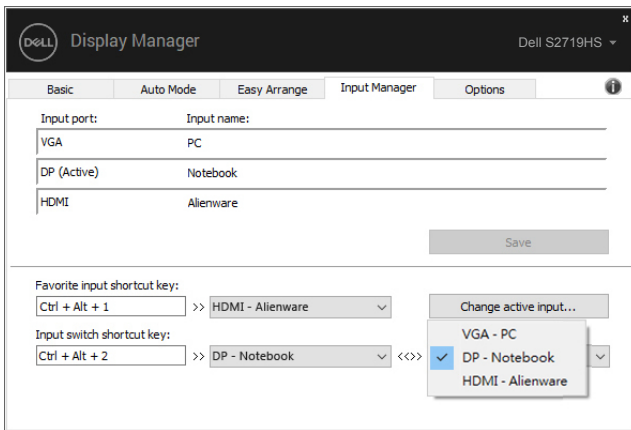 x
DELL Display Manager Dell S2719HS
Basic Auto Mode Easy Arrange Input Manager Options i
Input port: Input name:
VGA PC
DP (Active) Notebook
HDMI Alienware
Save
Favorite input shortcut key:
Ctrl + Alt + 1 >> HDMI - Alienware Change active input...
Input switch shortcut key:
Ctrl + Alt + 2 >> DP - Notebook <<>>
VGA - PC
DP - Notebook
HDMI - Alienware